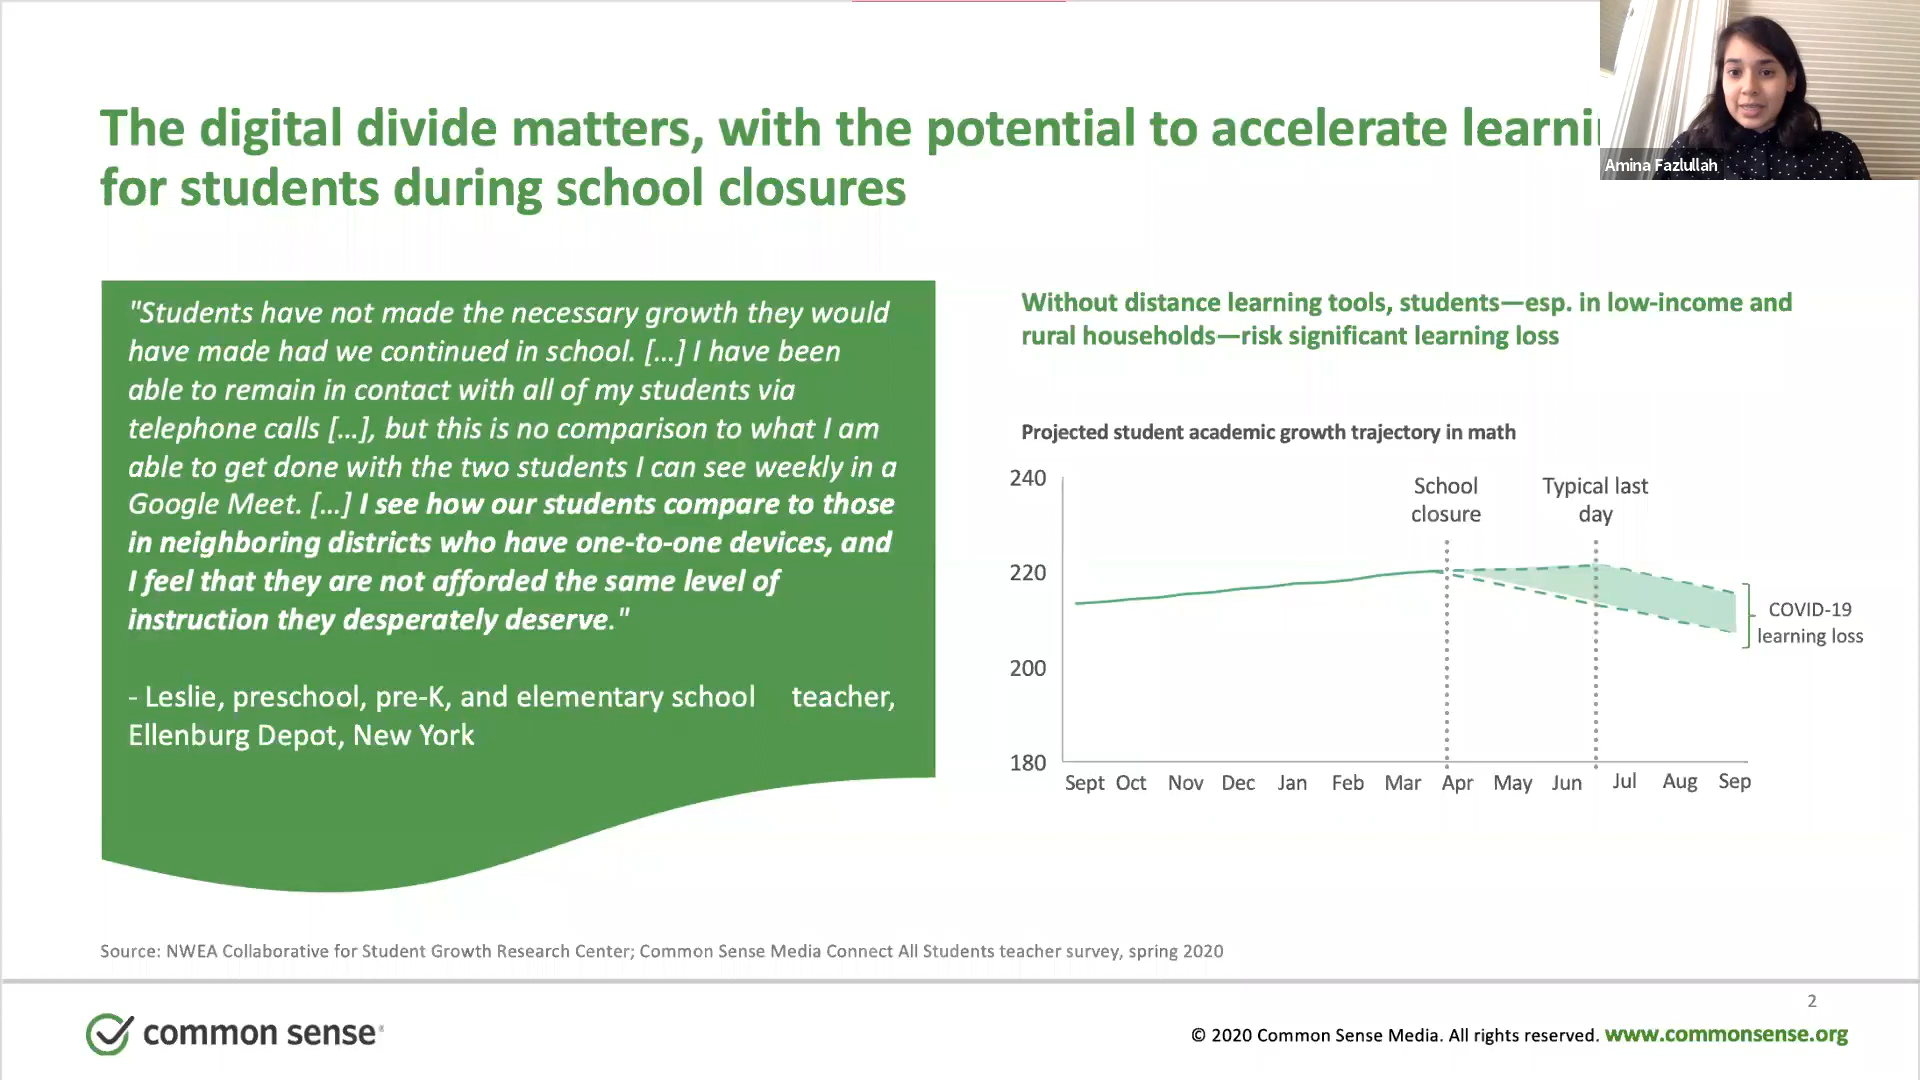 The digital divide matters, with the potential to accelerate
for students during school closures
Amina Fazlullah
"Students have not made the necessary growth they would
have made had we continued in school. […] I have been
able to remain in contact with all of my students via
telephone calls […], but this is no comparison to what I am
able to get done with the two students I can see weekly in a
Google Meet. […] I see how our students compare to those
in neighboring districts who have one-to-one devices, and
I feel that they are not afforded the same level of
instruction they desperately deserve."
- Leslie, preschool, pre-K, and elementary school teacher,
Ellenburg Depot, New York
Without distance learning tools, students—esp. in low-income and
rural households—risk significant learning loss
Projected student academic growth trajectory in math
240
220
200
180
School
closure
Typical last
day
COVID-19
learning loss
Sept Oct Nov Dec Jan Feb Mar Apr May Jun Jul Aug Sep
Source: NWEA Collaborative for Student Growth Research Center; Common Sense Media Connect All Students teacher survey, spring 2020
2
common sense®
© 2020 Common Sense Media. All rights reserved. www.commonsense.org